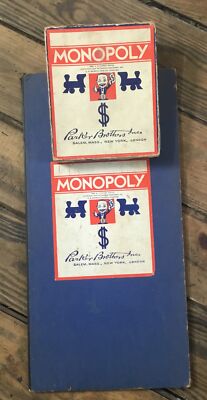 MONOPOLY
$
Parker Brothers Inc.
SALEM, MASS., NEW YORK, LONDON
MONOPOLY
$
Parker Brothers Inc.
SALEM, MASS., NEW YORK, LONDON